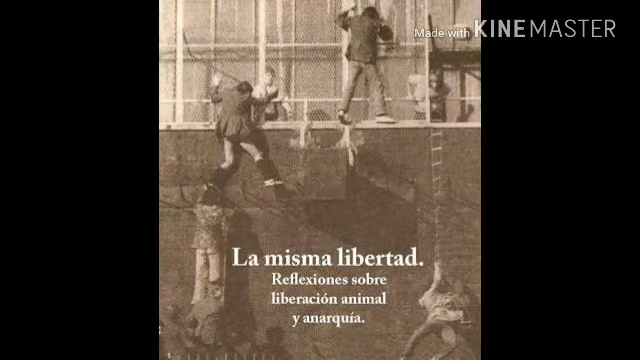 Made with KINEMASTER
La misma libertad.
Reflexiones sobre
liberación animal
y anarquía.